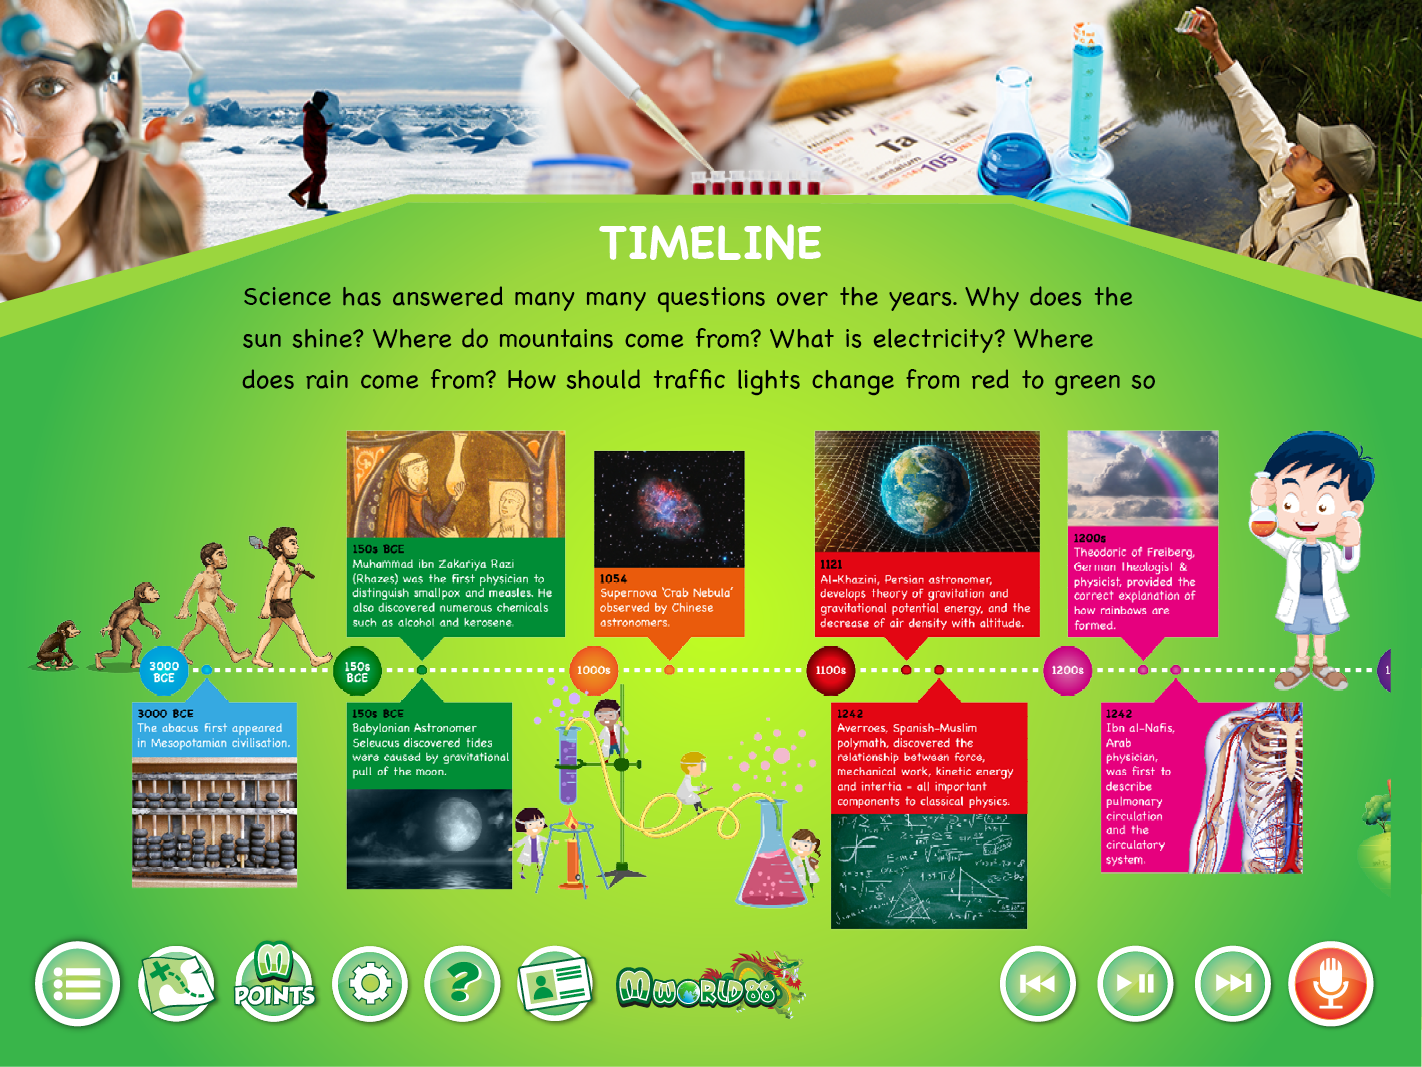 Ta
73
105
W
TIMELINE
Science has answered many many questions over the years. Why does the
sun shine? Where do mountains come from? What is electricity? Where
does rain come from? How should traffic lights change from red to green so
150s BCE
Muhammad ibn Zakariya Razi
(Rhazes) was the first physician to
distinguish smallpox and measles. He
also discovered numerous chemicals
such as alcohol and kerosene.
1054
Supernova 'Crab Nebula'
observed by Chinese
astronomers.
1121
Al-Khazini, Persian astronomer,
develops theory of gravitation and
gravitational potential energy, and the
decrease of air density with altitude.
1200s
Theodoric of Freiberg,
German theologist &
physicist, provided the
correct explanation of
how rainbows are
formed.
3000
BCE
150s
BCE
1000s
1100s
1200s
1
3000 BCE
The abacus first appeared
in Mesopotamian civilisation.
150s BCE
Babylonian Astronomer
Seleucus discovered tides
were caused by gravitational
pull of the moon.
1242
Averroes, Spanish-Muslim
polymath, discovered the
relationship between force,
mechanical work, kinetic energy
and intertia - all important
components to classical physics.
1242
Ibn al-Nafis,
Arab
physician,
was first to
describe
pulmonary
circulation
and the
circulatory
system.
M
POINTS
?
MWORLD88